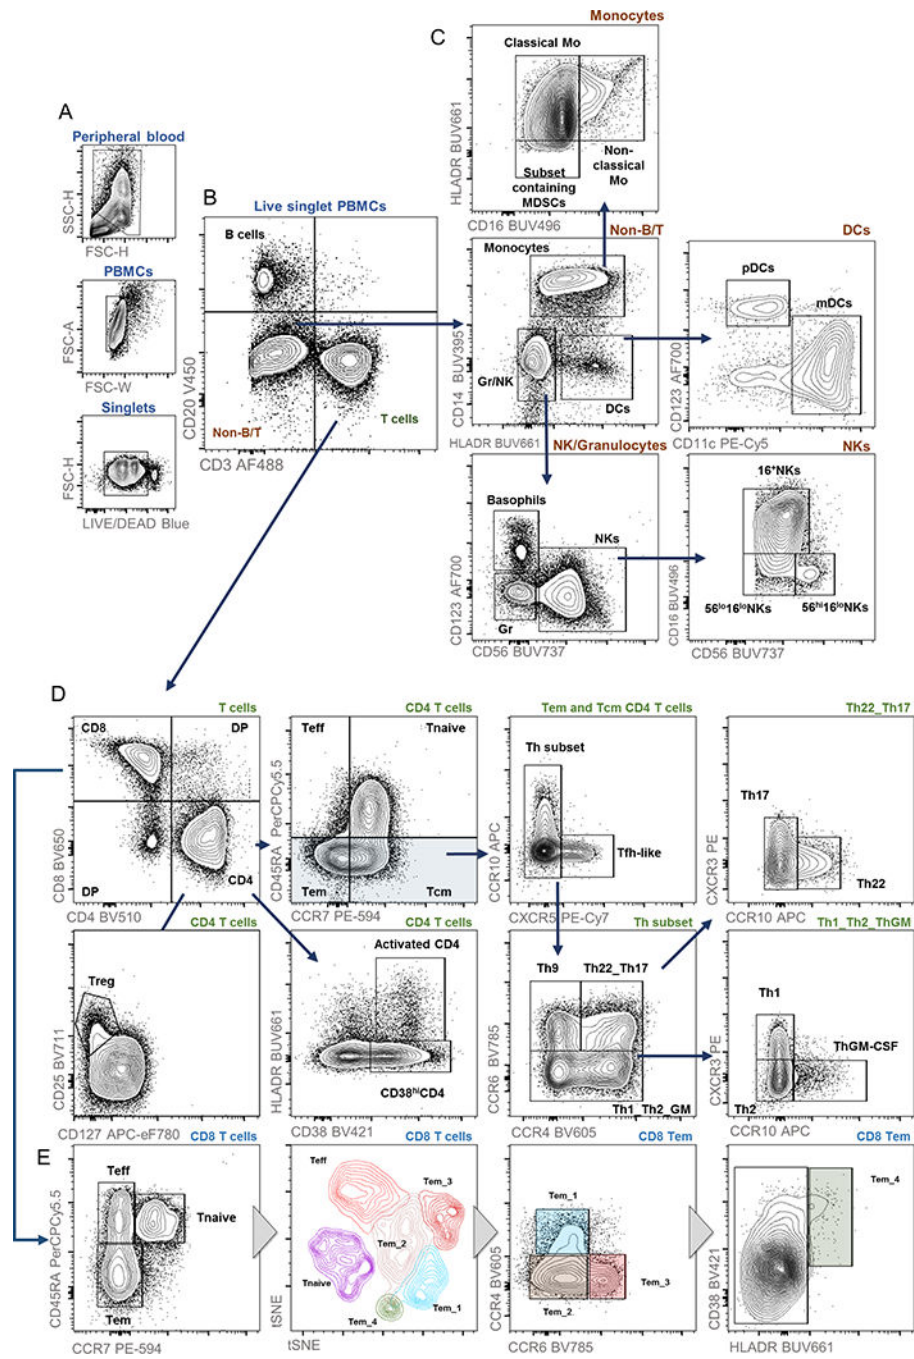 A
Peripheral blood
SSC-H
FSC-H
PBMCs
FSC-A
FSC-W
Singlets
FSC-H
LIVE/DEAD Blue
B
Live singlet PBMCs
B cells
Non-B/T
T cells
CD20 V450
CD3 AF488
C
Monocytes
Classical Mo
Non-
classical
Mo
Subset
containing
MDSCs
HLADR BUV661
CD16 BUV496
Non-B/T
Monocytes
Gr/NK
DCs
CD14 BUV395
HLADR BUV661
DCs
pDCs
mDCs
CD123 AF700
CD11c PE-Cy5
NK/Granulocytes
Basophils
NKs
Gr
CD123 AF700
CD56 BUV737
NKs
16⁺NKs
56ˡᵒ16ˡᵒNKs
56ʰⁱ16ˡᵒNKs
CD16 BUV496
CD56 BUV737
D
T cells
CD8
DP
DP
CD4
CD8 BV650
CD4 BV510
CD4 T cells
Teff
Tnaive
Tem
Tcm
CD45RA PerCPCy5.5
CCR7 PE-594
Tem and Tcm CD4 T cells
Th subset
Tfh-like
CCR10 APC
CXCR5 PE-Cy7
Th22_Th17
Th17
Th22
CXCR3 PE
CCR10 APC
CD4 T cells
Treg
CD25 BV711
CD127 APC-eF780
CD4 T cells
Activated CD4
CD38ʰⁱCD4
HLADR BUV661
CD38 BV421
Th subset
Th9
Th22_Th17
Th1_Th2_GM
CCR6 BV785
CCR4 BV605
Th1_Th2_ThGM
Th1
ThGM-CSF
Th2
CXCR3 PE
CCR10 APC
E
CD8 T cells
Teff
Tnaive
Tem
CD45RA PerCPCy5.5
CCR7 PE-594
CD8 T cells
Teff
Tem_3
Tem_2
Tnaive
Tem_1
Tem_4
tSNE
tSNE
CD8 Tem
Tem_1
Tem_2
Tem_3
CCR4 BV605
CCR6 BV785
CD8 Tem
Tem_4
CD38 BV421
HLADR BUV661